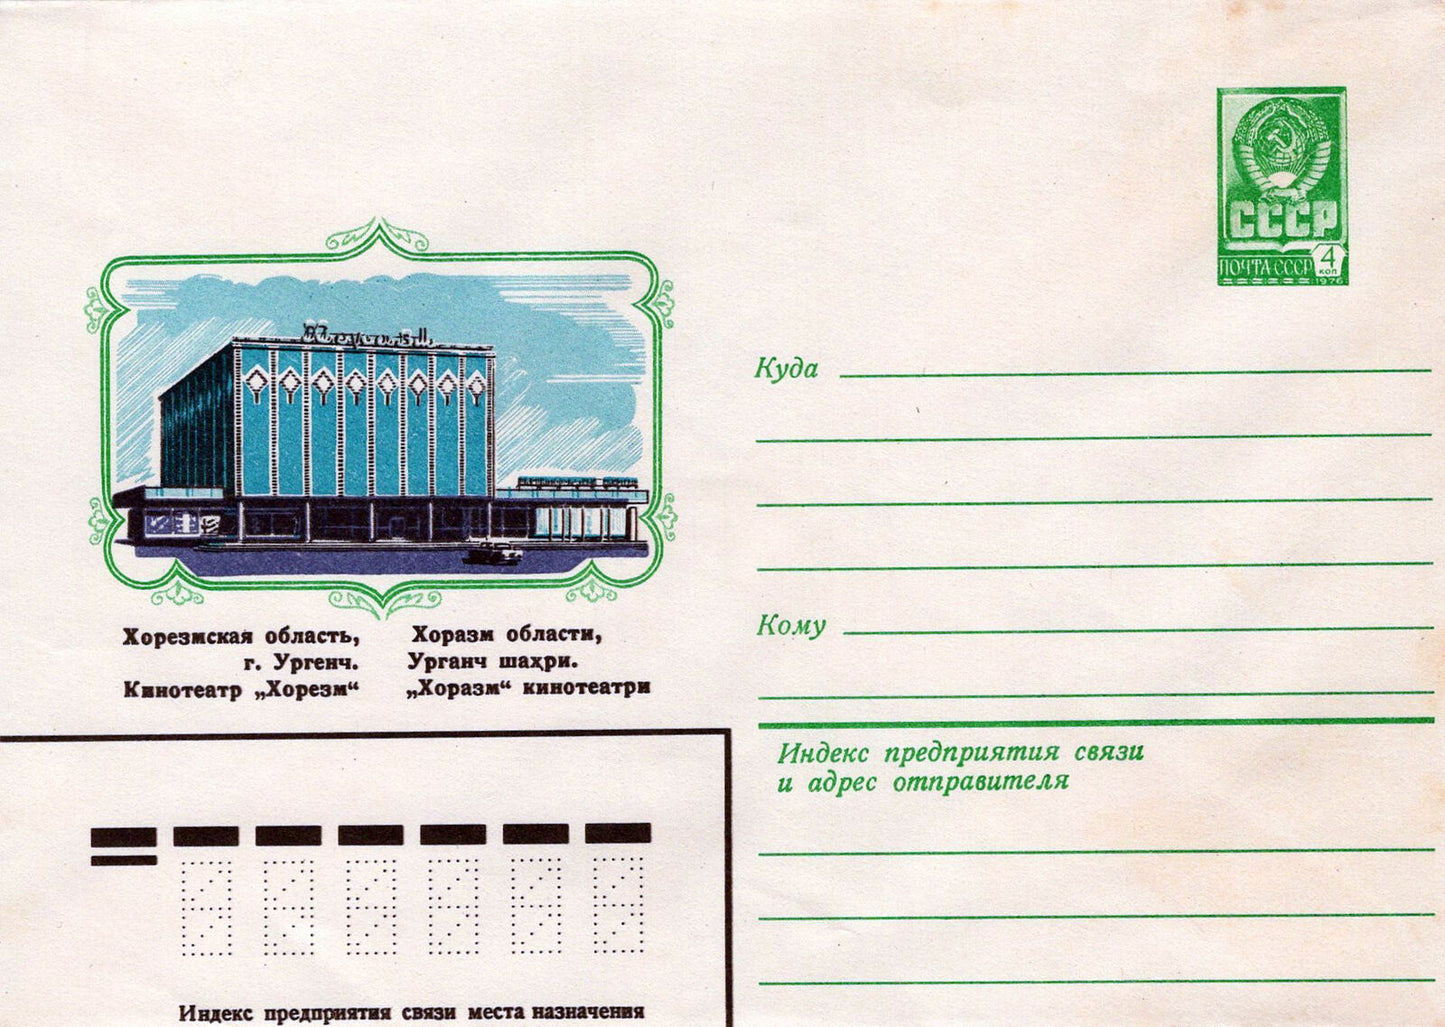 СССР
ПОЧТА СССР
4
КОП
1976
Куда
Хорезмская область,
г. Ургенч.
Кинотеатр „Хорезм“
Хоразм области,
Урганч шаҳри.
„Хоразм“ кинотеатри
Кому
Индекс предприятия связи
и адрес отправителя
Индекс предприятия связи места назначения